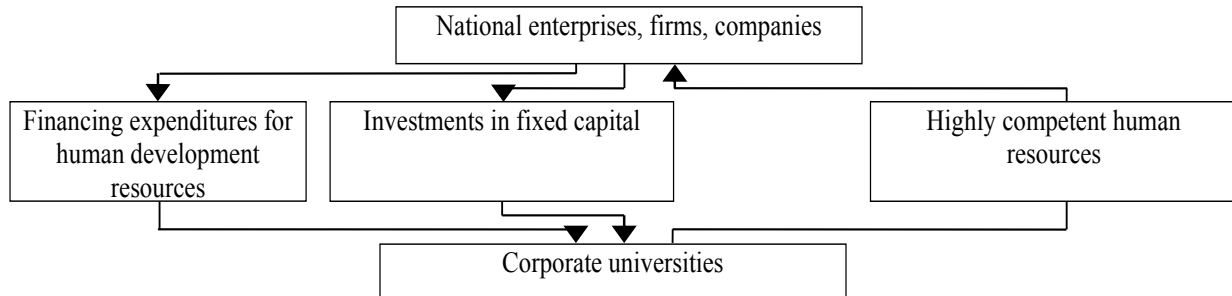 National enterprises, firms, companies
Financing expenditures for
human development
resources
Investments in fixed capital
Highly competent human
resources
Corporate universities